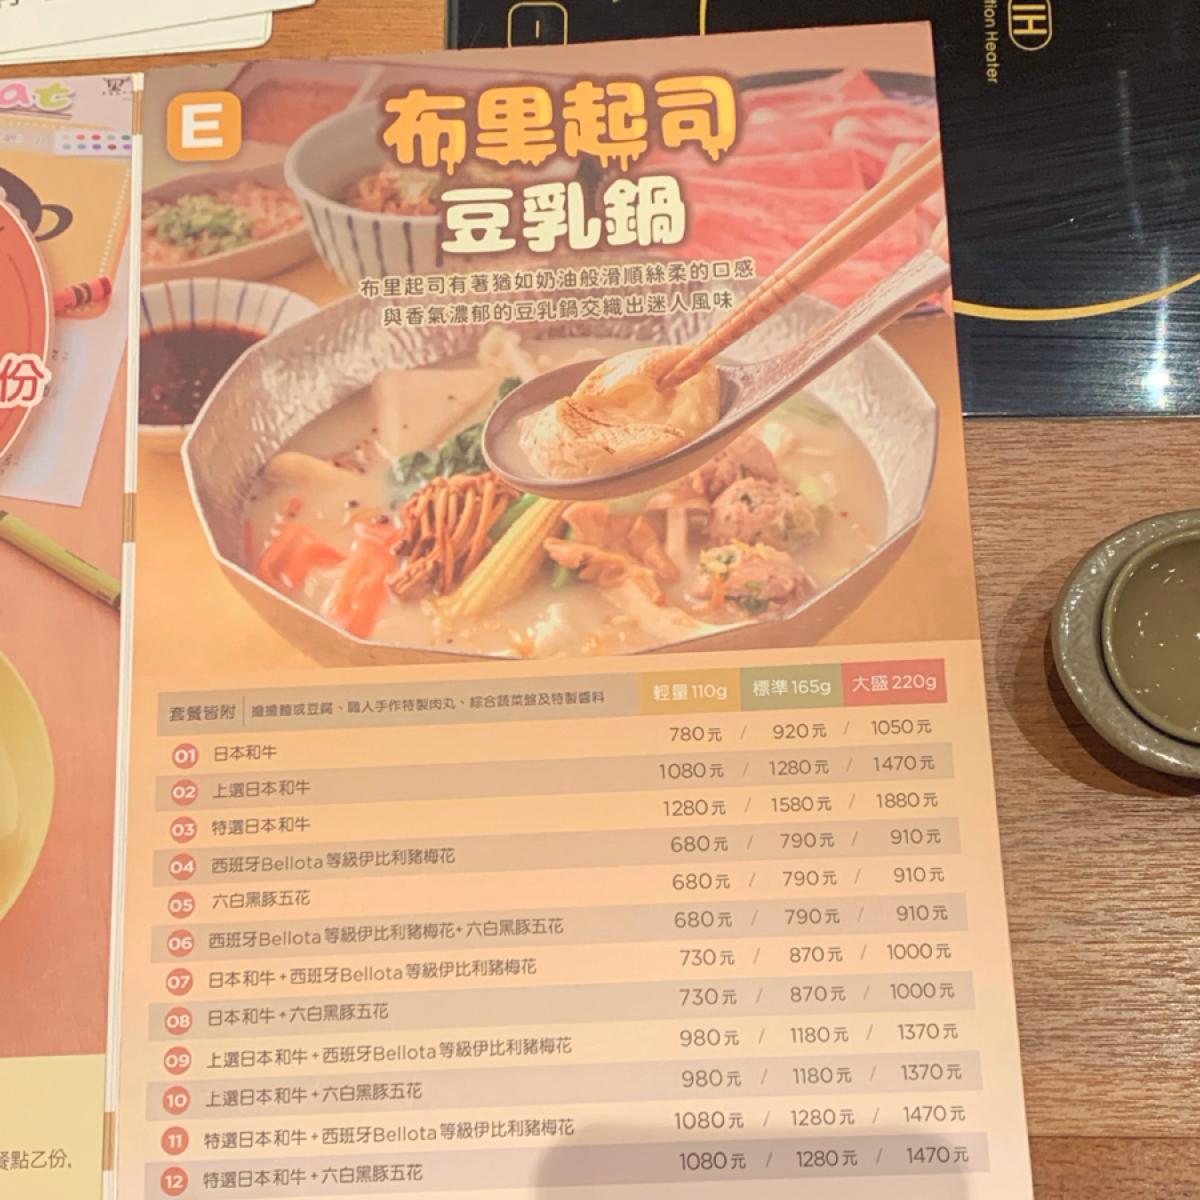 IH
tion Heater
at
份
餐點乙份,
E
布里起司
豆乳鍋
布里起司有著猶如奶油般滑順絲柔的口感
與香氣濃郁的豆乳鍋交織出迷人風味
套餐皆附 擔擔麵或豆腐、職人手作特製肉丸、綜合蔬菜盤及特製醬料 輕量110g 標準165g 大盛220g
01 日本和牛 780元 / 920元 / 1050元
02 上選日本和牛 1080元 / 1280元 / 1470元
03 特選日本和牛 1280元 / 1580元 / 1880元
04 西班牙Bellota等級伊比利豬梅花 680元 / 790元 / 910元
05 六白黑豚五花 680元 / 790元 / 910元
06 西班牙Bellota等級伊比利豬梅花+六白黑豚五花 680元 / 790元 / 910元
07 日本和牛+西班牙Bellota等級伊比利豬梅花 730元 / 870元 / 1000元
08 日本和牛+六白黑豚五花 730元 / 870元 / 1000元
09 上選日本和牛+西班牙Bellota等級伊比利豬梅花 980元 / 1180元 / 1370元
10 上選日本和牛+六白黑豚五花 980元 / 1180元 / 1370元
11 特選日本和牛+西班牙Bellota等級伊比利豬梅花 1080元 / 1280元 / 1470元
12 特選日本和牛+六白黑豚五花 1080元 / 1280元 / 1470元